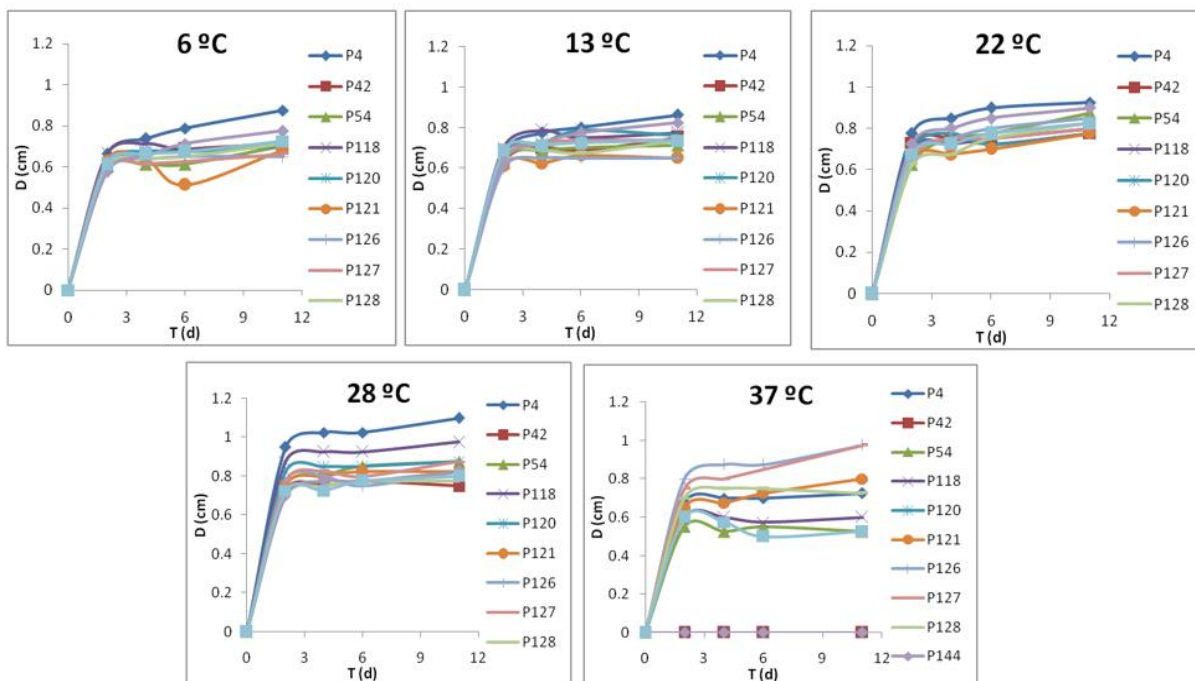 6 ºC
D (cm)
1.2
1
0.8
0.6
0.4
0.2
0
0 3 6 9 12
T (d)
P4
P42
P54
P118
P120
P121
P126
P127
P128
13 ºC
D (cm)
1.2
1
0.8
0.6
0.4
0.2
0
0 3 6 9 12
T (d)
P4
P42
P54
P118
P120
P121
P126
P127
P128
22 ºC
D (cm)
1.2
1
0.8
0.6
0.4
0.2
0
0 3 6 9 12
T (d)
P4
P42
P54
P118
P120
P121
P126
P127
P128
28 ºC
D (cm)
1.2
1
0.8
0.6
0.4
0.2
0
0 3 6 9 12
T (d)
P4
P42
P54
P118
P120
P121
P126
P127
P128
37 ºC
D (cm)
1.2
1
0.8
0.6
0.4
0.2
0
0 3 6 9 12
T (d)
P4
P42
P54
P118
P120
P121
P126
P127
P128
P144